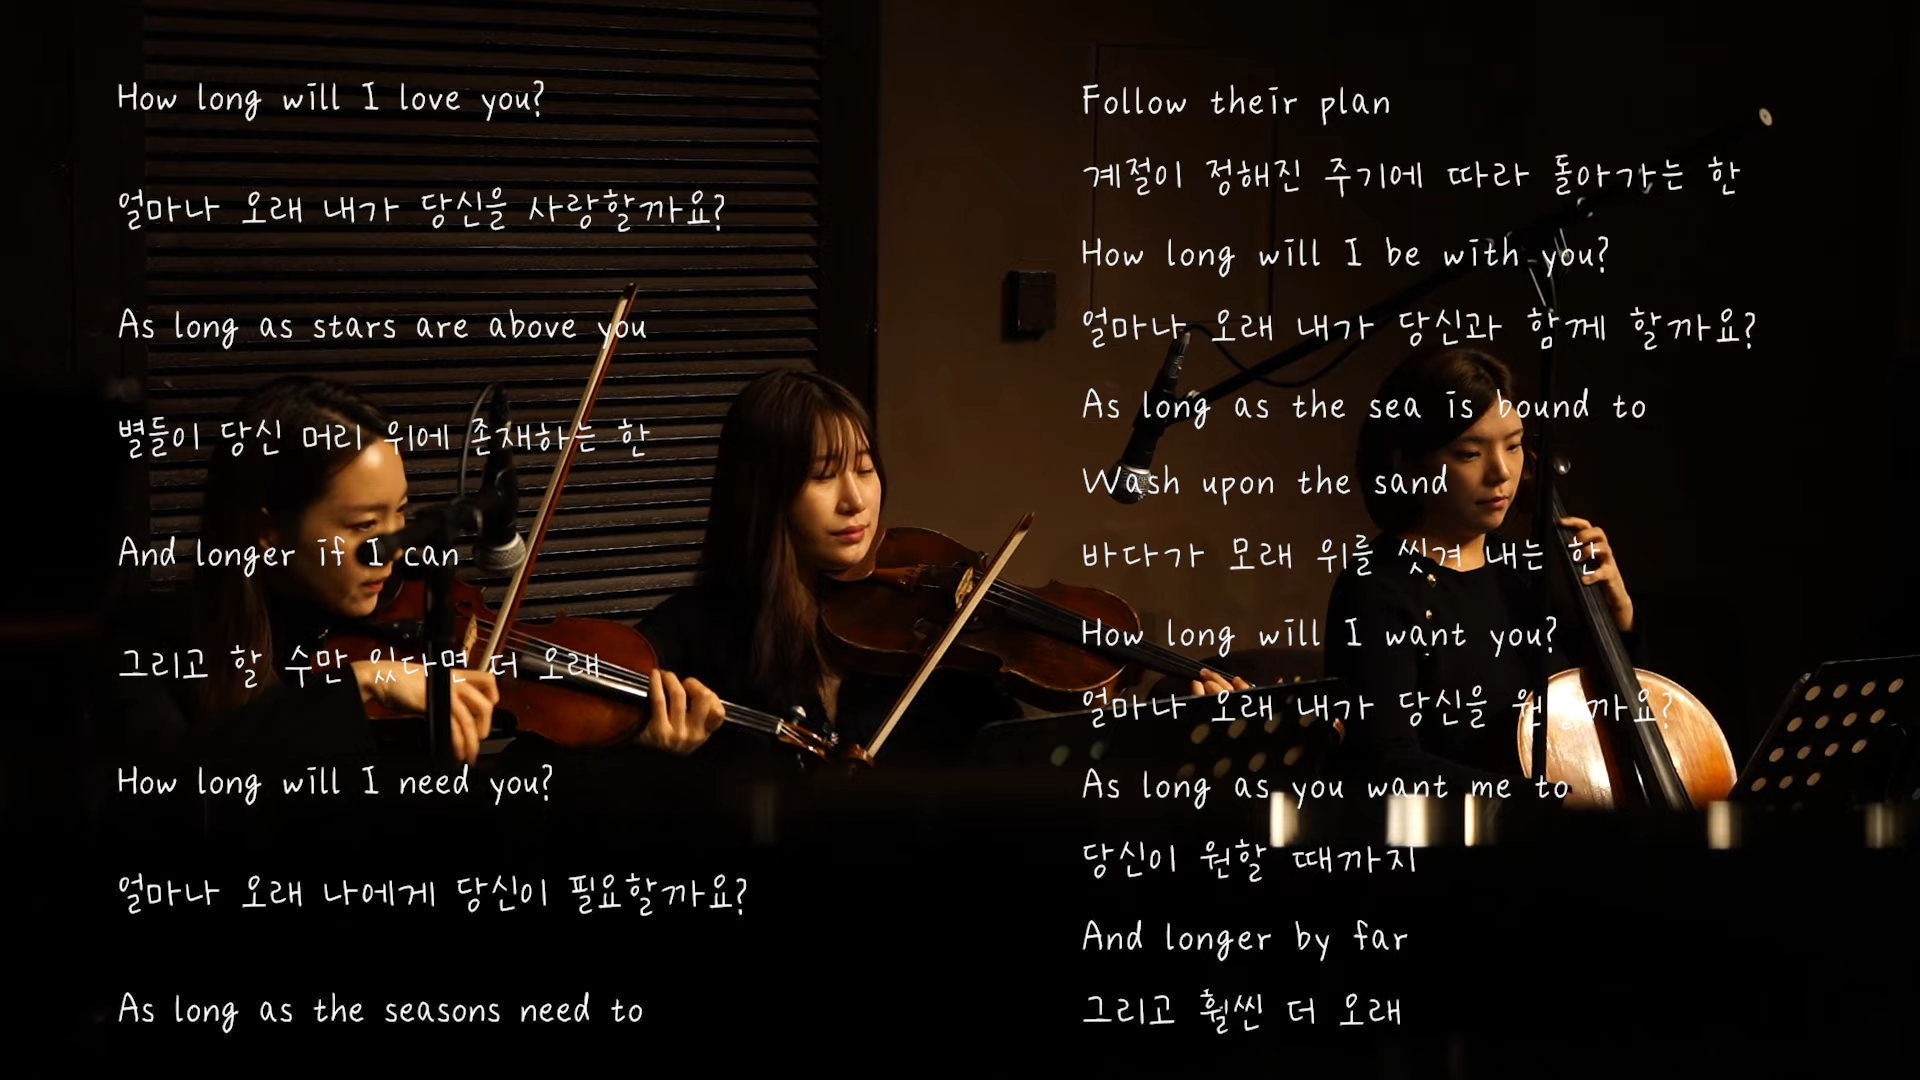 How long will I love you?
얼마나 오래 내가 당신을 사랑할까요?
As long as stars are above you
별들이 당신 머리 위에 존재하는 한
And longer if I can
그리고 할 수만 있다면 더 오래
How long will I need you?
얼마나 오래 나에게 당신이 필요할까요?
As long as the seasons need to
Follow their plan
계절이 정해진 주기에 따라 돌아가는 한
How long will I be with you?
얼마나 오래 내가 당신과 함께 할까요?
As long as the sea is bound to
Wash upon the sand
바다가 모래 위를 씻겨 내는 한
How long will I want you?
얼마나 오래 내가 당신을 원할까요?
As long as you want me to
당신이 원할 때까지
And longer by far
그리고 훨씬 더 오래